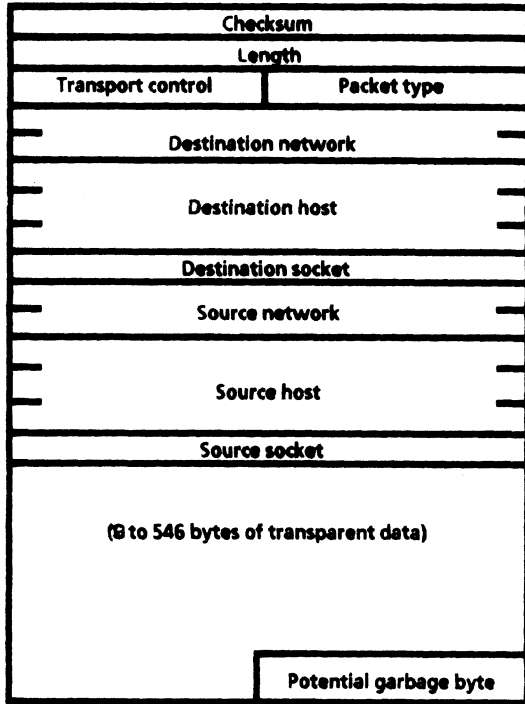 Checksum
Length
Transport control Packet type
Destination network
Destination host
Destination socket
Source network
Source host
Source socket
(0 to 546 bytes of transparent data)
Potential garbage byte